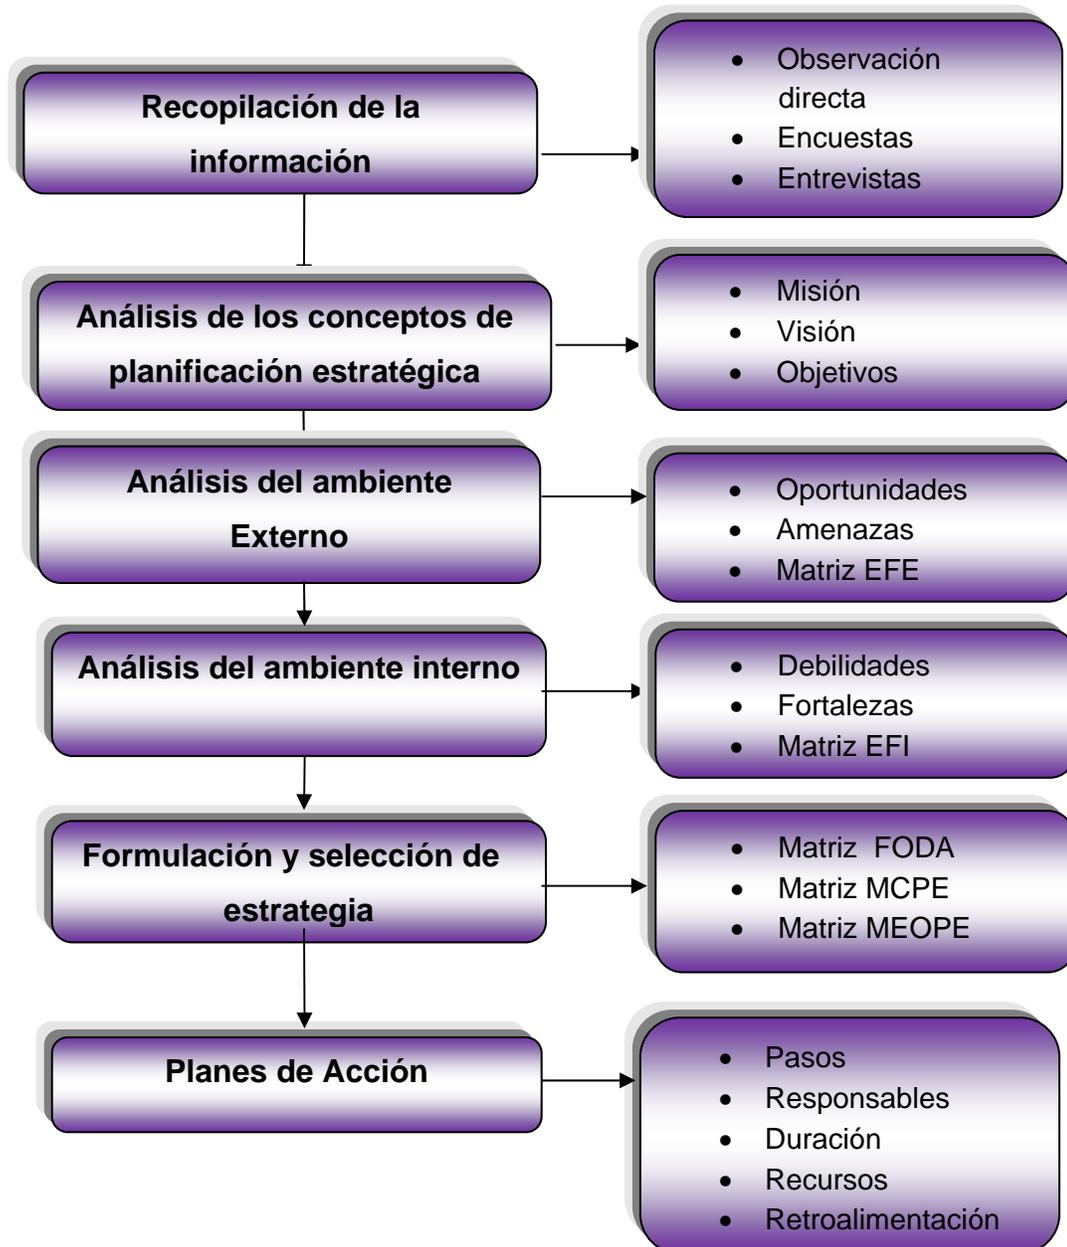 Recopilación de la
información
• Observación
directa
• Encuestas
• Entrevistas
Análisis de los conceptos de
planificación estratégica
• Misión
• Visión
• Objetivos
Análisis del ambiente
Externo
• Oportunidades
• Amenazas
• Matriz EFE
Análisis del ambiente interno
• Debilidades
• Fortalezas
• Matriz EFI
Formulación y selección de
estrategia
• Matriz FODA
• Matriz MCPE
• Matriz MEOPE
Planes de Acción
• Pasos
• Responsables
• Duración
• Recursos
• Retroalimentación